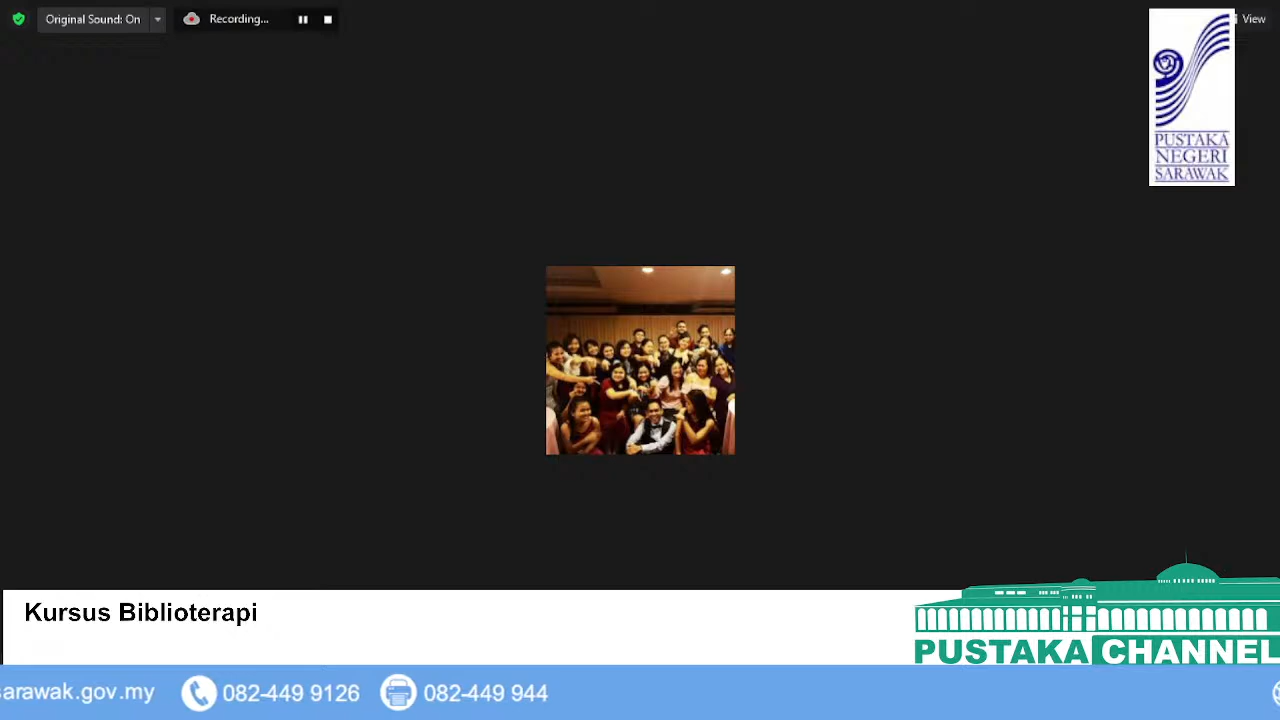 Original Sound: On
Recording...
View
PUSTAKA
NEGERI
SARAWAK
Kursus Biblioterapi
PUSTAKA CHANNEL
sarawak.gov.my 082-449 9126 082-449 944